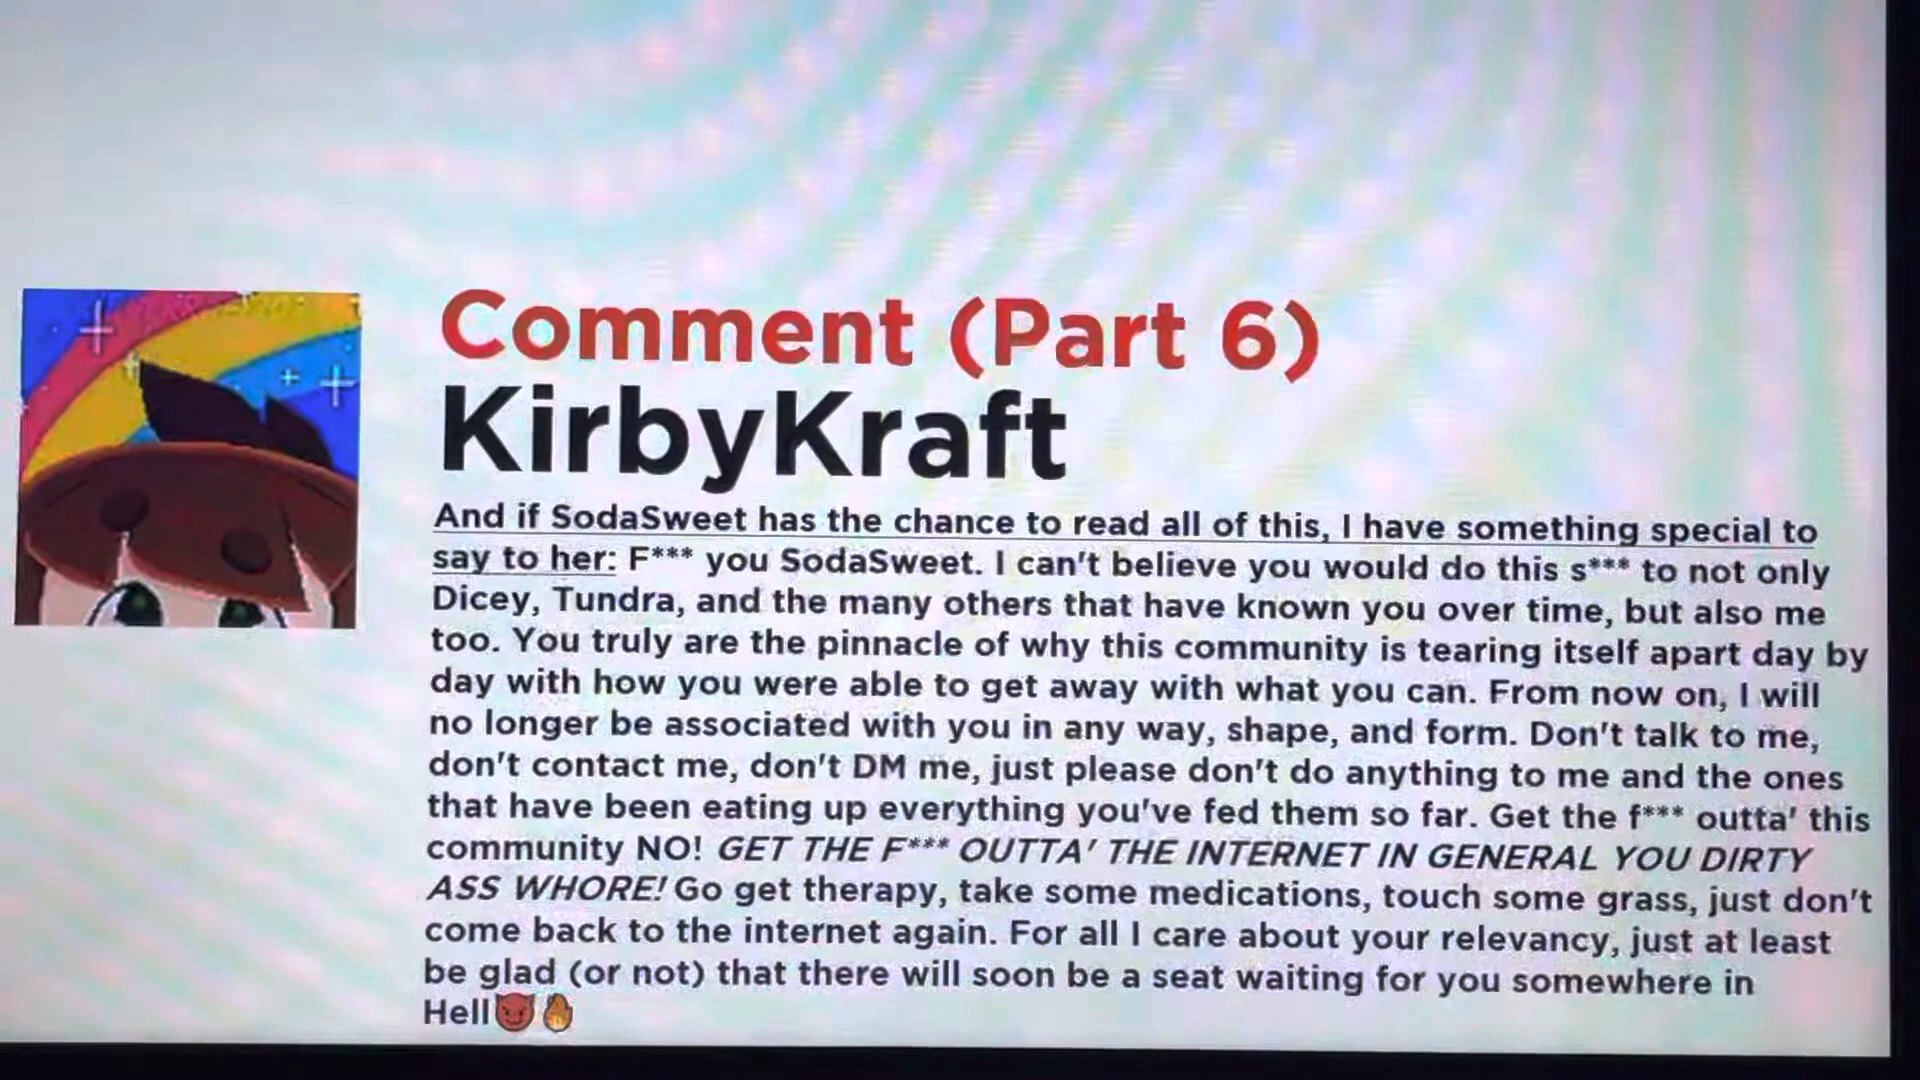 Comment (Part 6)
KirbyKraft
And if SodaSweet has the chance to read all of this, I have something special to
say to her: F*** you SodaSweet. I can't believe you would do this s*** to not only
Dicey, Tundra, and the many others that have known you over time, but also me
too. You truly are the pinnacle of why this community is tearing itself apart day by
day with how you were able to get away with what you can. From now on, I will
no longer be associated with you in any way, shape, and form. Don't talk to me,
don't contact me, don't DM me, just please don't do anything to me and the ones
that have been eating up everything you've fed them so far. Get the f*** outta' this
community NO! GET THE F*** OUTTA' THE INTERNET IN GENERAL YOU DIRTY
ASS WHORE! Go get therapy, take some medications, touch some grass, just don't
come back to the internet again. For all I care about your relevancy, just at least
be glad (or not) that there will soon be a seat waiting for you somewhere in
Hell😈🔥